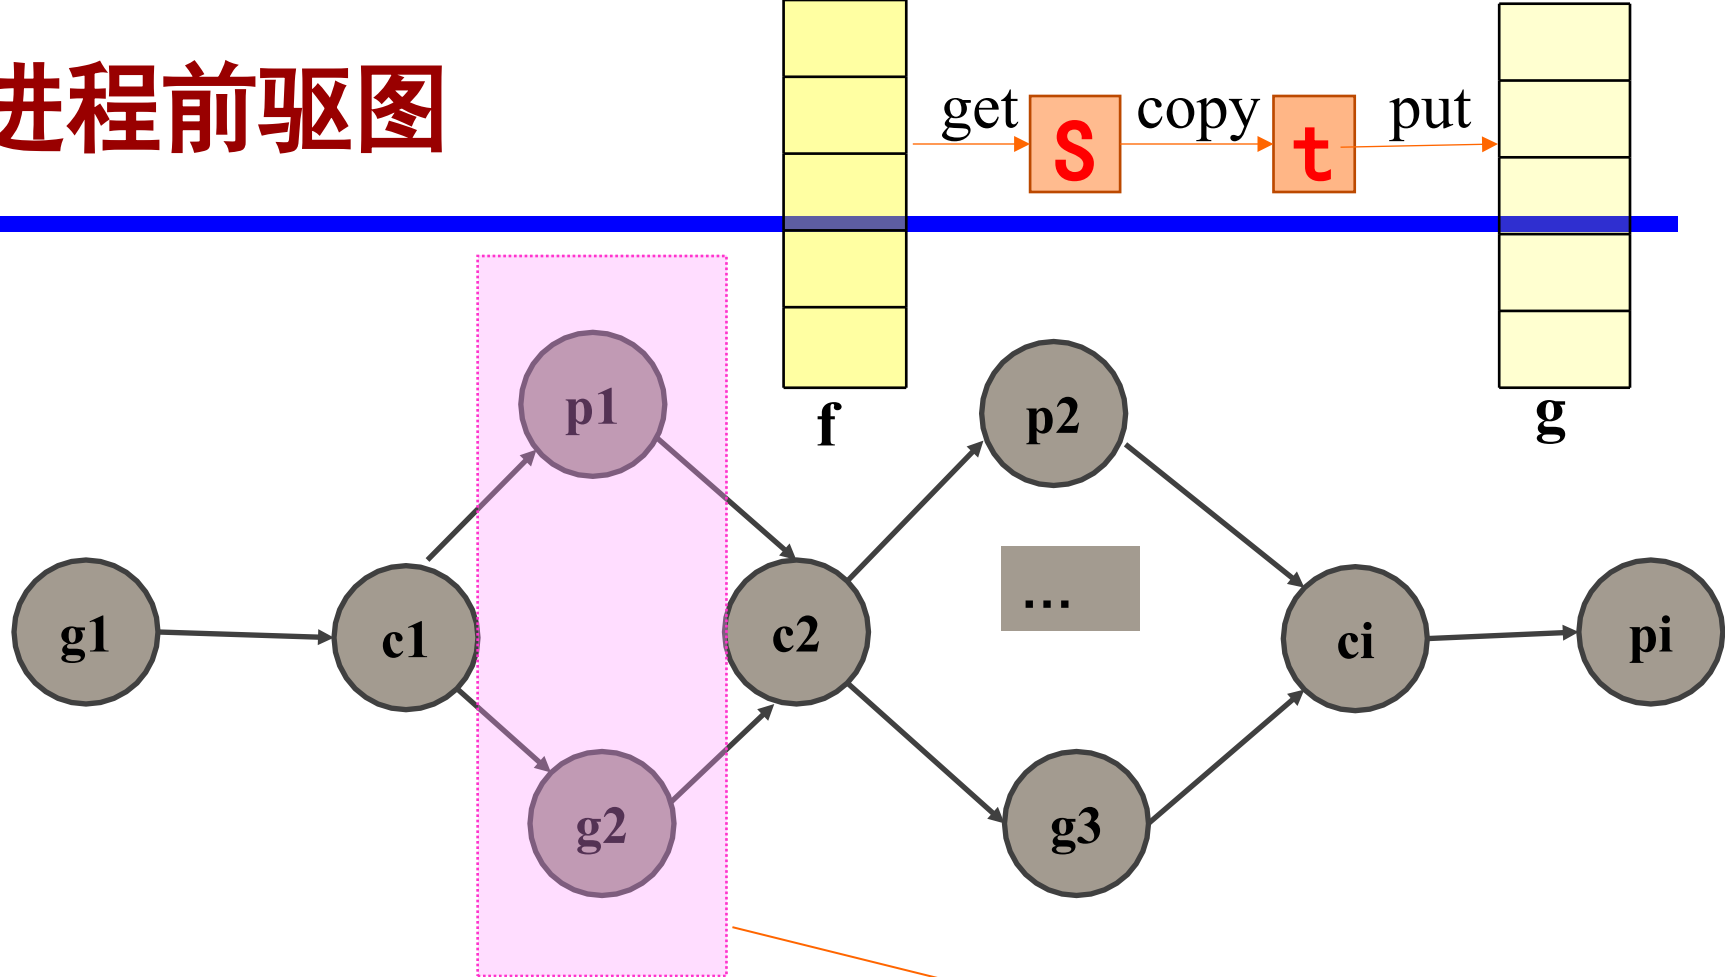 进程前驱图
get S copy t put
f g
p1 p2
g1 c1 c2 ... ci pi
g2 g3